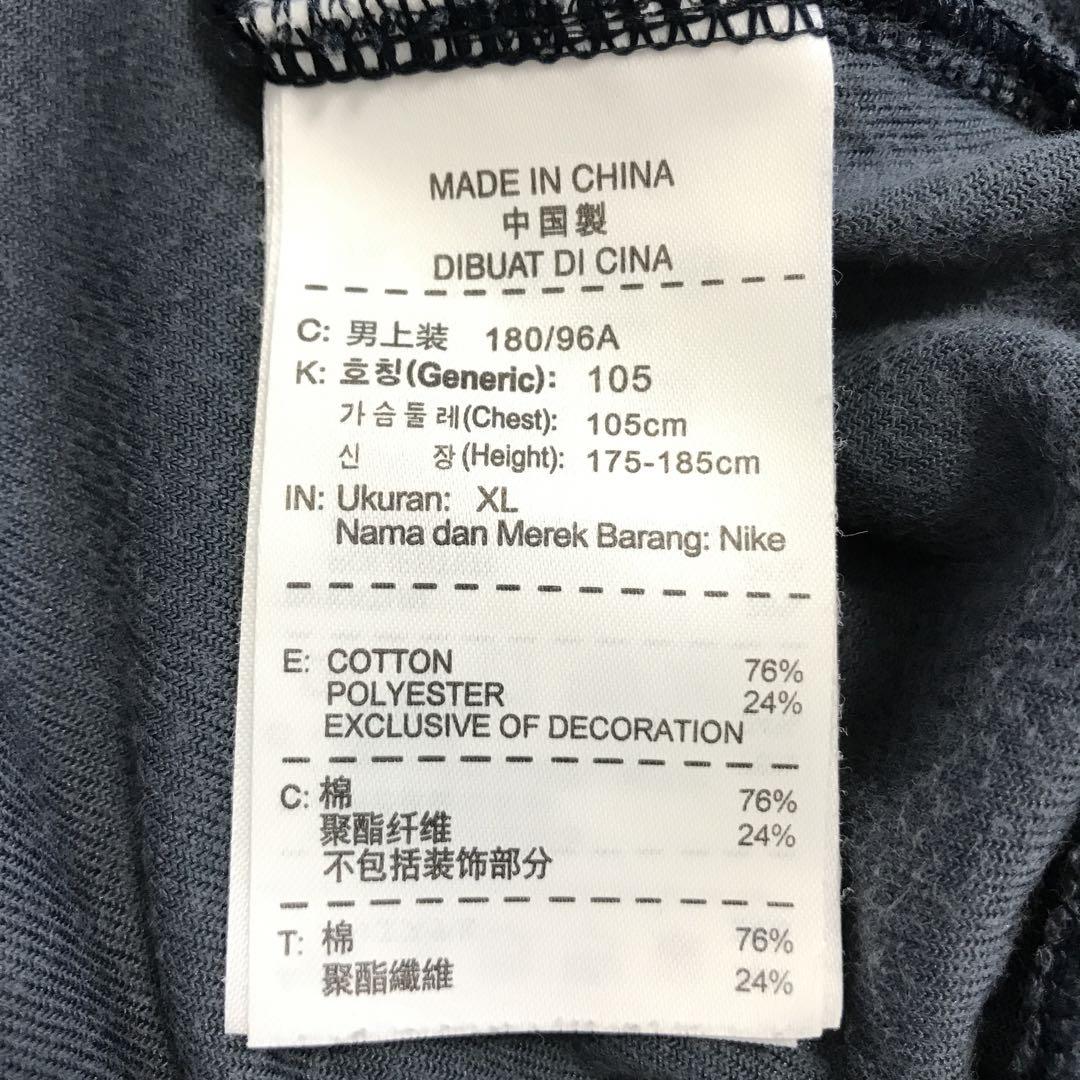 MADE IN CHINA
中国製
DIBUAT DI CINA
C: 男上装 180/96A
K: 호칭(Generic): 105
가슴둘레(Chest): 105cm
신 장(Height): 175-185cm
IN: Ukuran: XL
Nama dan Merek Barang: Nike
E: COTTON 76%
POLYESTER 24%
EXCLUSIVE OF DECORATION
C: 棉 76%
聚酯纤维 24%
不包括装饰部分
T: 棉 76%
聚酯纖維 24%